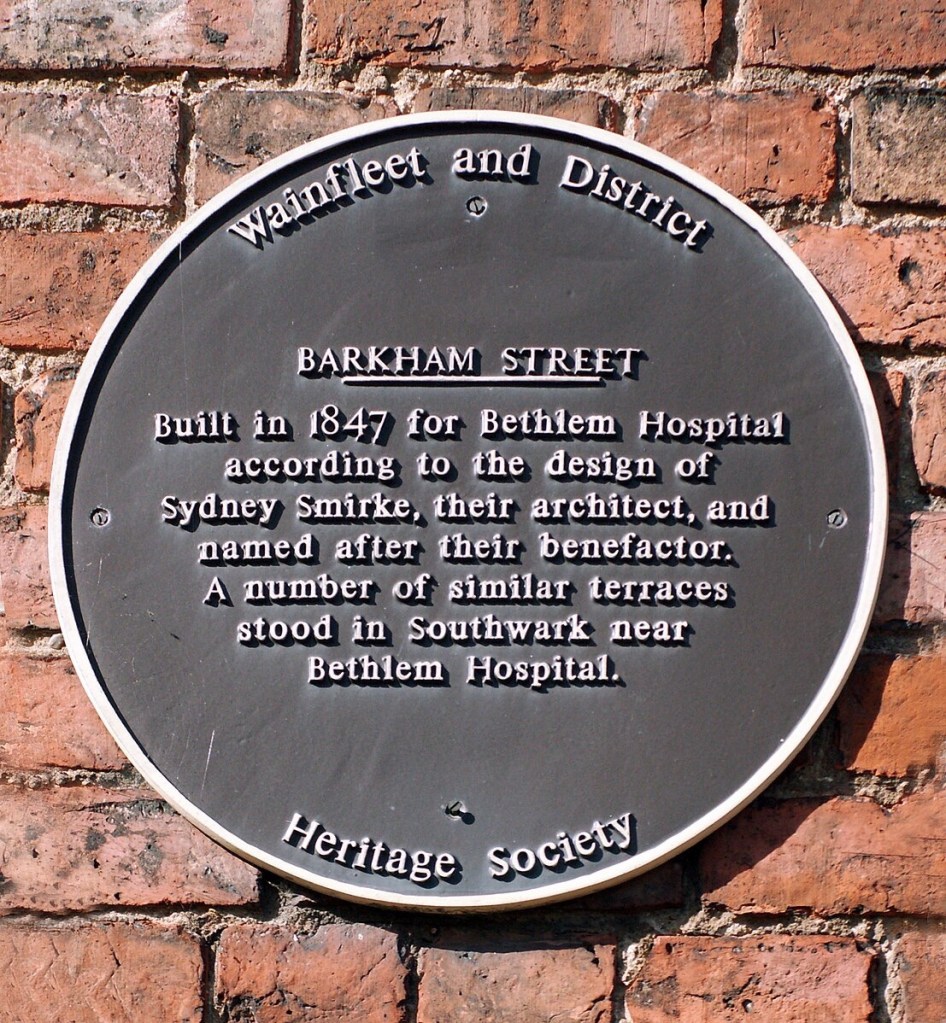 Wainfleet and District
BARKHAM STREET
Built in 1847 for Bethlem Hospital
according to the design of
Sydney Smirke, their architect, and
named after their benefactor.
A number of similar terraces
stood in Southwark near
Bethlem Hospital.
Heritage Society